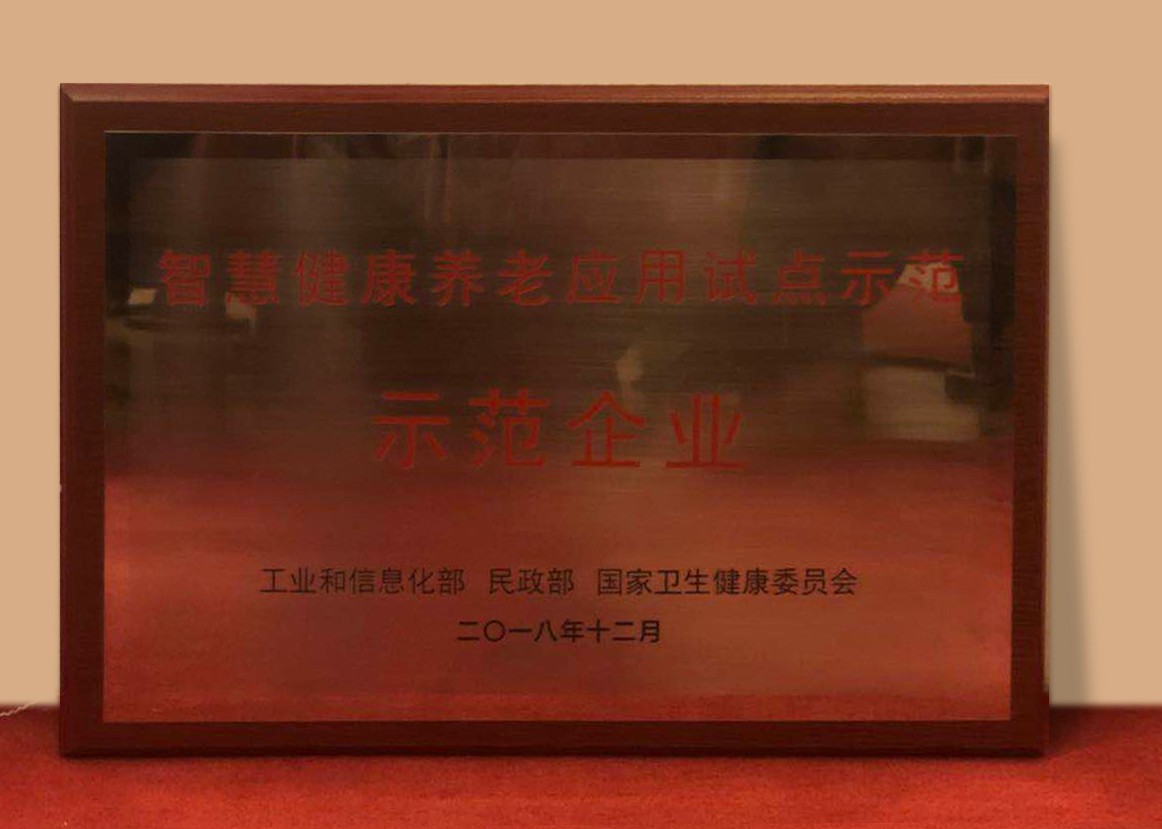 智慧健康养老应用试点示范
示范企业
工业和信息化部 民政部 国家卫生健康委员会
二〇一八年十二月